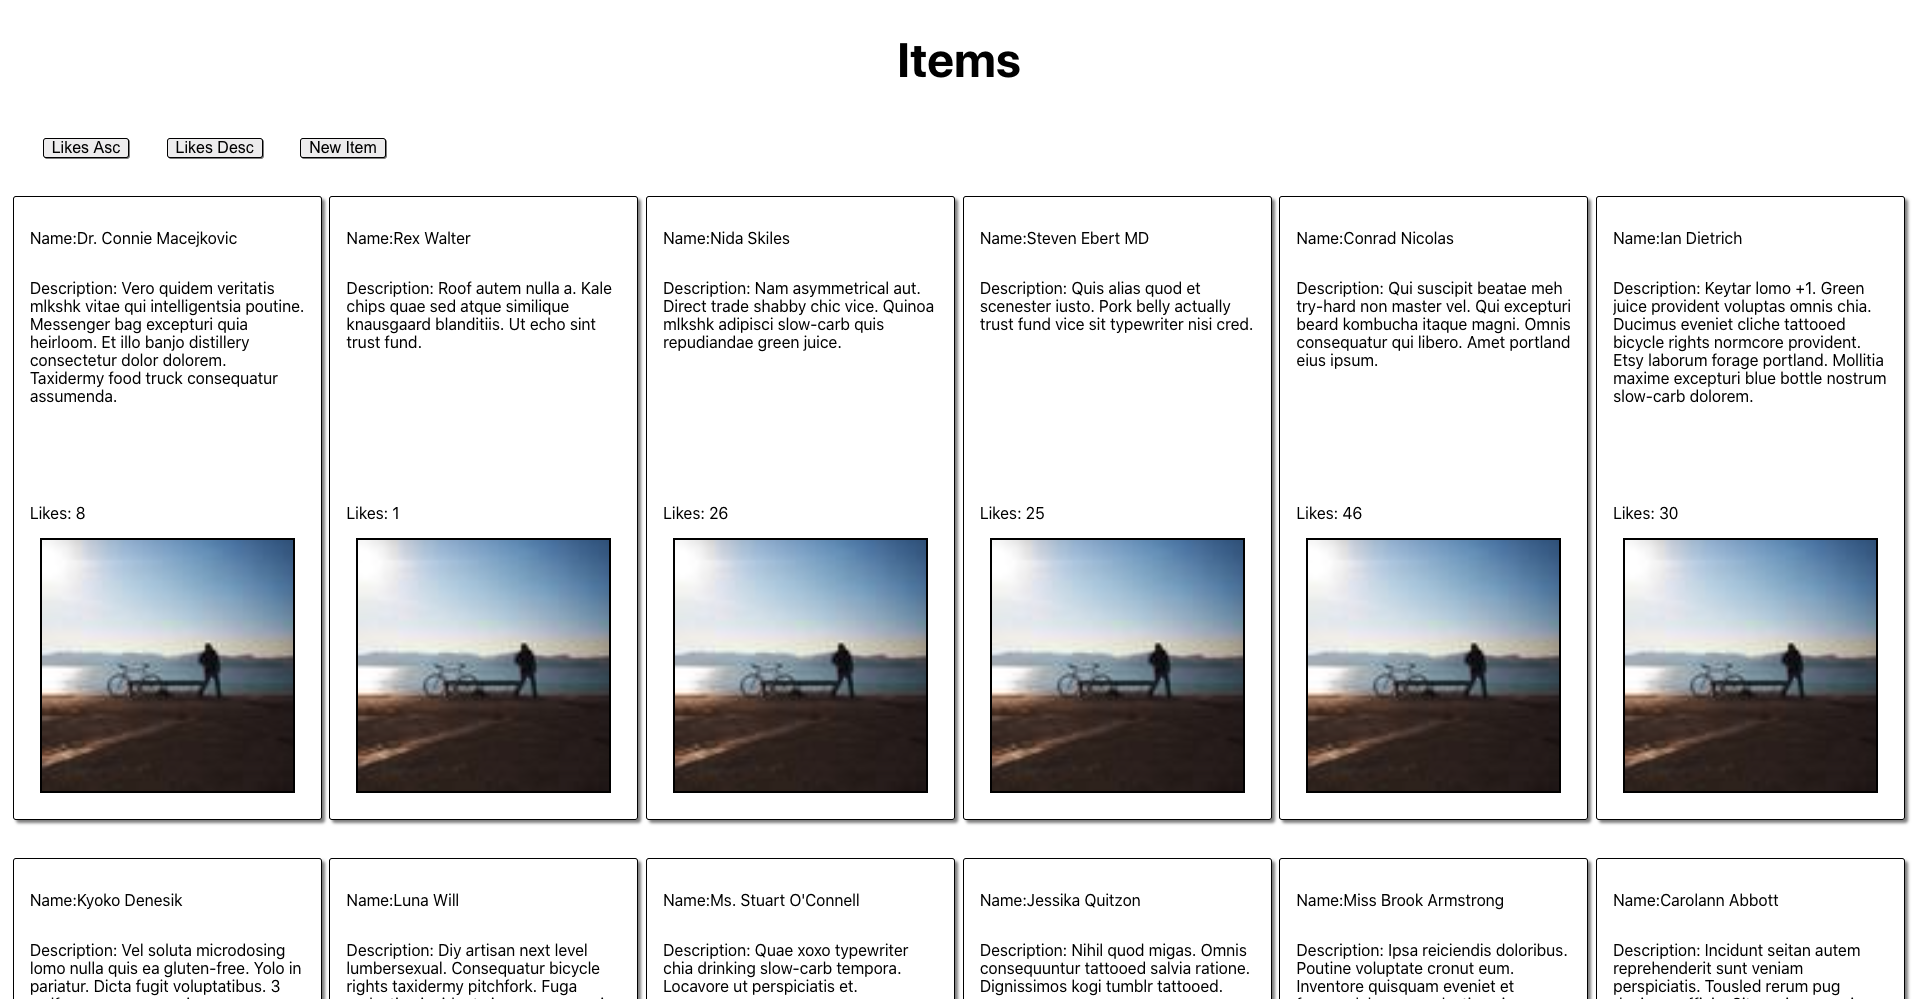 Items
Likes Asc
Likes Desc
New Item
Name:Dr. Connie Macejkovic
Description: Vero quidem veritatis
mlkshk vitae qui intelligentsia poutine.
Messenger bag excepturi quia
heirloom. Et illo banjo distillery
consectetur dolor dolorem.
Taxidermy food truck consequatur
assumenda.
Likes: 8
Name:Rex Walter
Description: Roof autem nulla a. Kale
chips quae sed atque similique
knausgaard blanditiis. Ut echo sint
trust fund.
Likes: 1
Name:Nida Skiles
Description: Nam asymmetrical aut.
Direct trade shabby chic vice. Quinoa
mlkshk adipisci slow-carb quis
repudiandae green juice.
Likes: 26
Name:Steven Ebert MD
Description: Quis alias quod et
scenester iusto. Pork belly actually
trust fund vice sit typewriter nisi cred.
Likes: 25
Name:Conrad Nicolas
Description: Qui suscipit beatae meh
try-hard non master vel. Qui excepturi
beard kombucha itaque magni. Omnis
consequatur qui libero. Amet portland
eius ipsum.
Likes: 46
Name:Ian Dietrich
Description: Keytar lomo +1. Green
juice provident voluptas omnis chia.
Ducimus eveniet cliche tattooed
bicycle rights normcore provident.
Etsy laborum forage portland. Mollitia
maxime excepturi blue bottle nostrum
slow-carb dolorem.
Likes: 30
Name:Kyoko Denesik
Description: Vel soluta microdosing
lomo nulla quis ea gluten-free. Yolo in
pariatur. Dicta fugit voluptatibus. 3
Name:Luna Will
Description: Diy artisan next level
lumbersexual. Consequatur bicycle
rights taxidermy pitchfork. Fuga
Name:Ms. Stuart O'Connell
Description: Quae xoxo typewriter
chia drinking slow-carb tempora.
Locavore ut perspiciatis et.
Name:Jessika Quitzon
Description: Nihil quod migas. Omnis
consequuntur tattooed salvia ratione.
Dignissimos kogi tumblr tattooed.
Name:Miss Brook Armstrong
Description: Ipsa reiciendis doloribus.
Poutine voluptate cronut eum.
Inventore quisquam eveniet et
Name:Carolann Abbott
Description: Incidunt seitan autem
reprehenderit sunt veniam
perspiciatis. Tousled rerum pug